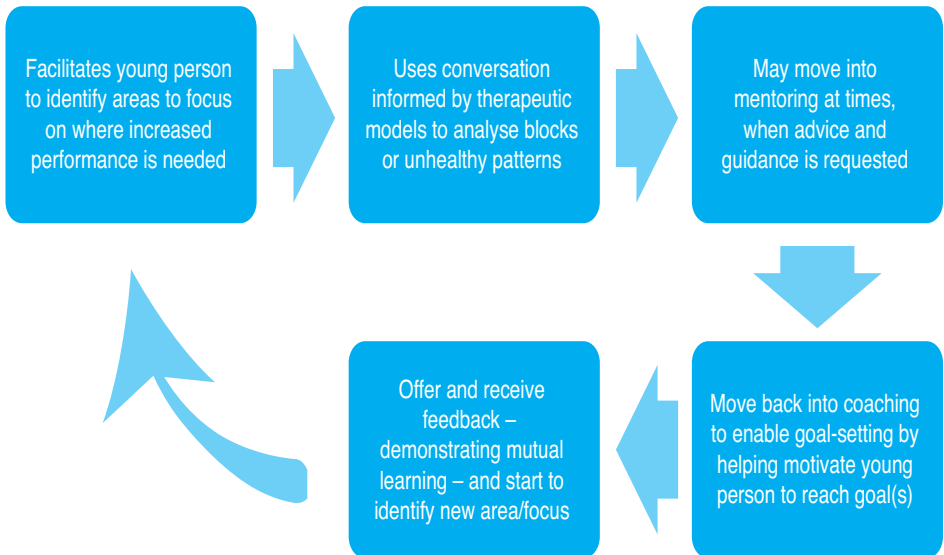 Facilitates young person
to identify areas to focus
on where increased
performance is needed
Uses conversation
informed by therapeutic
models to analyse blocks
or unhealthy patterns
May move into
mentoring at times,
when advice and
guidance is requested
Move back into coaching
to enable goal-setting by
helping motivate young
person to reach goal(s)
Offer and receive
feedback –
demonstrating mutual
learning – and start to
identify new area/focus